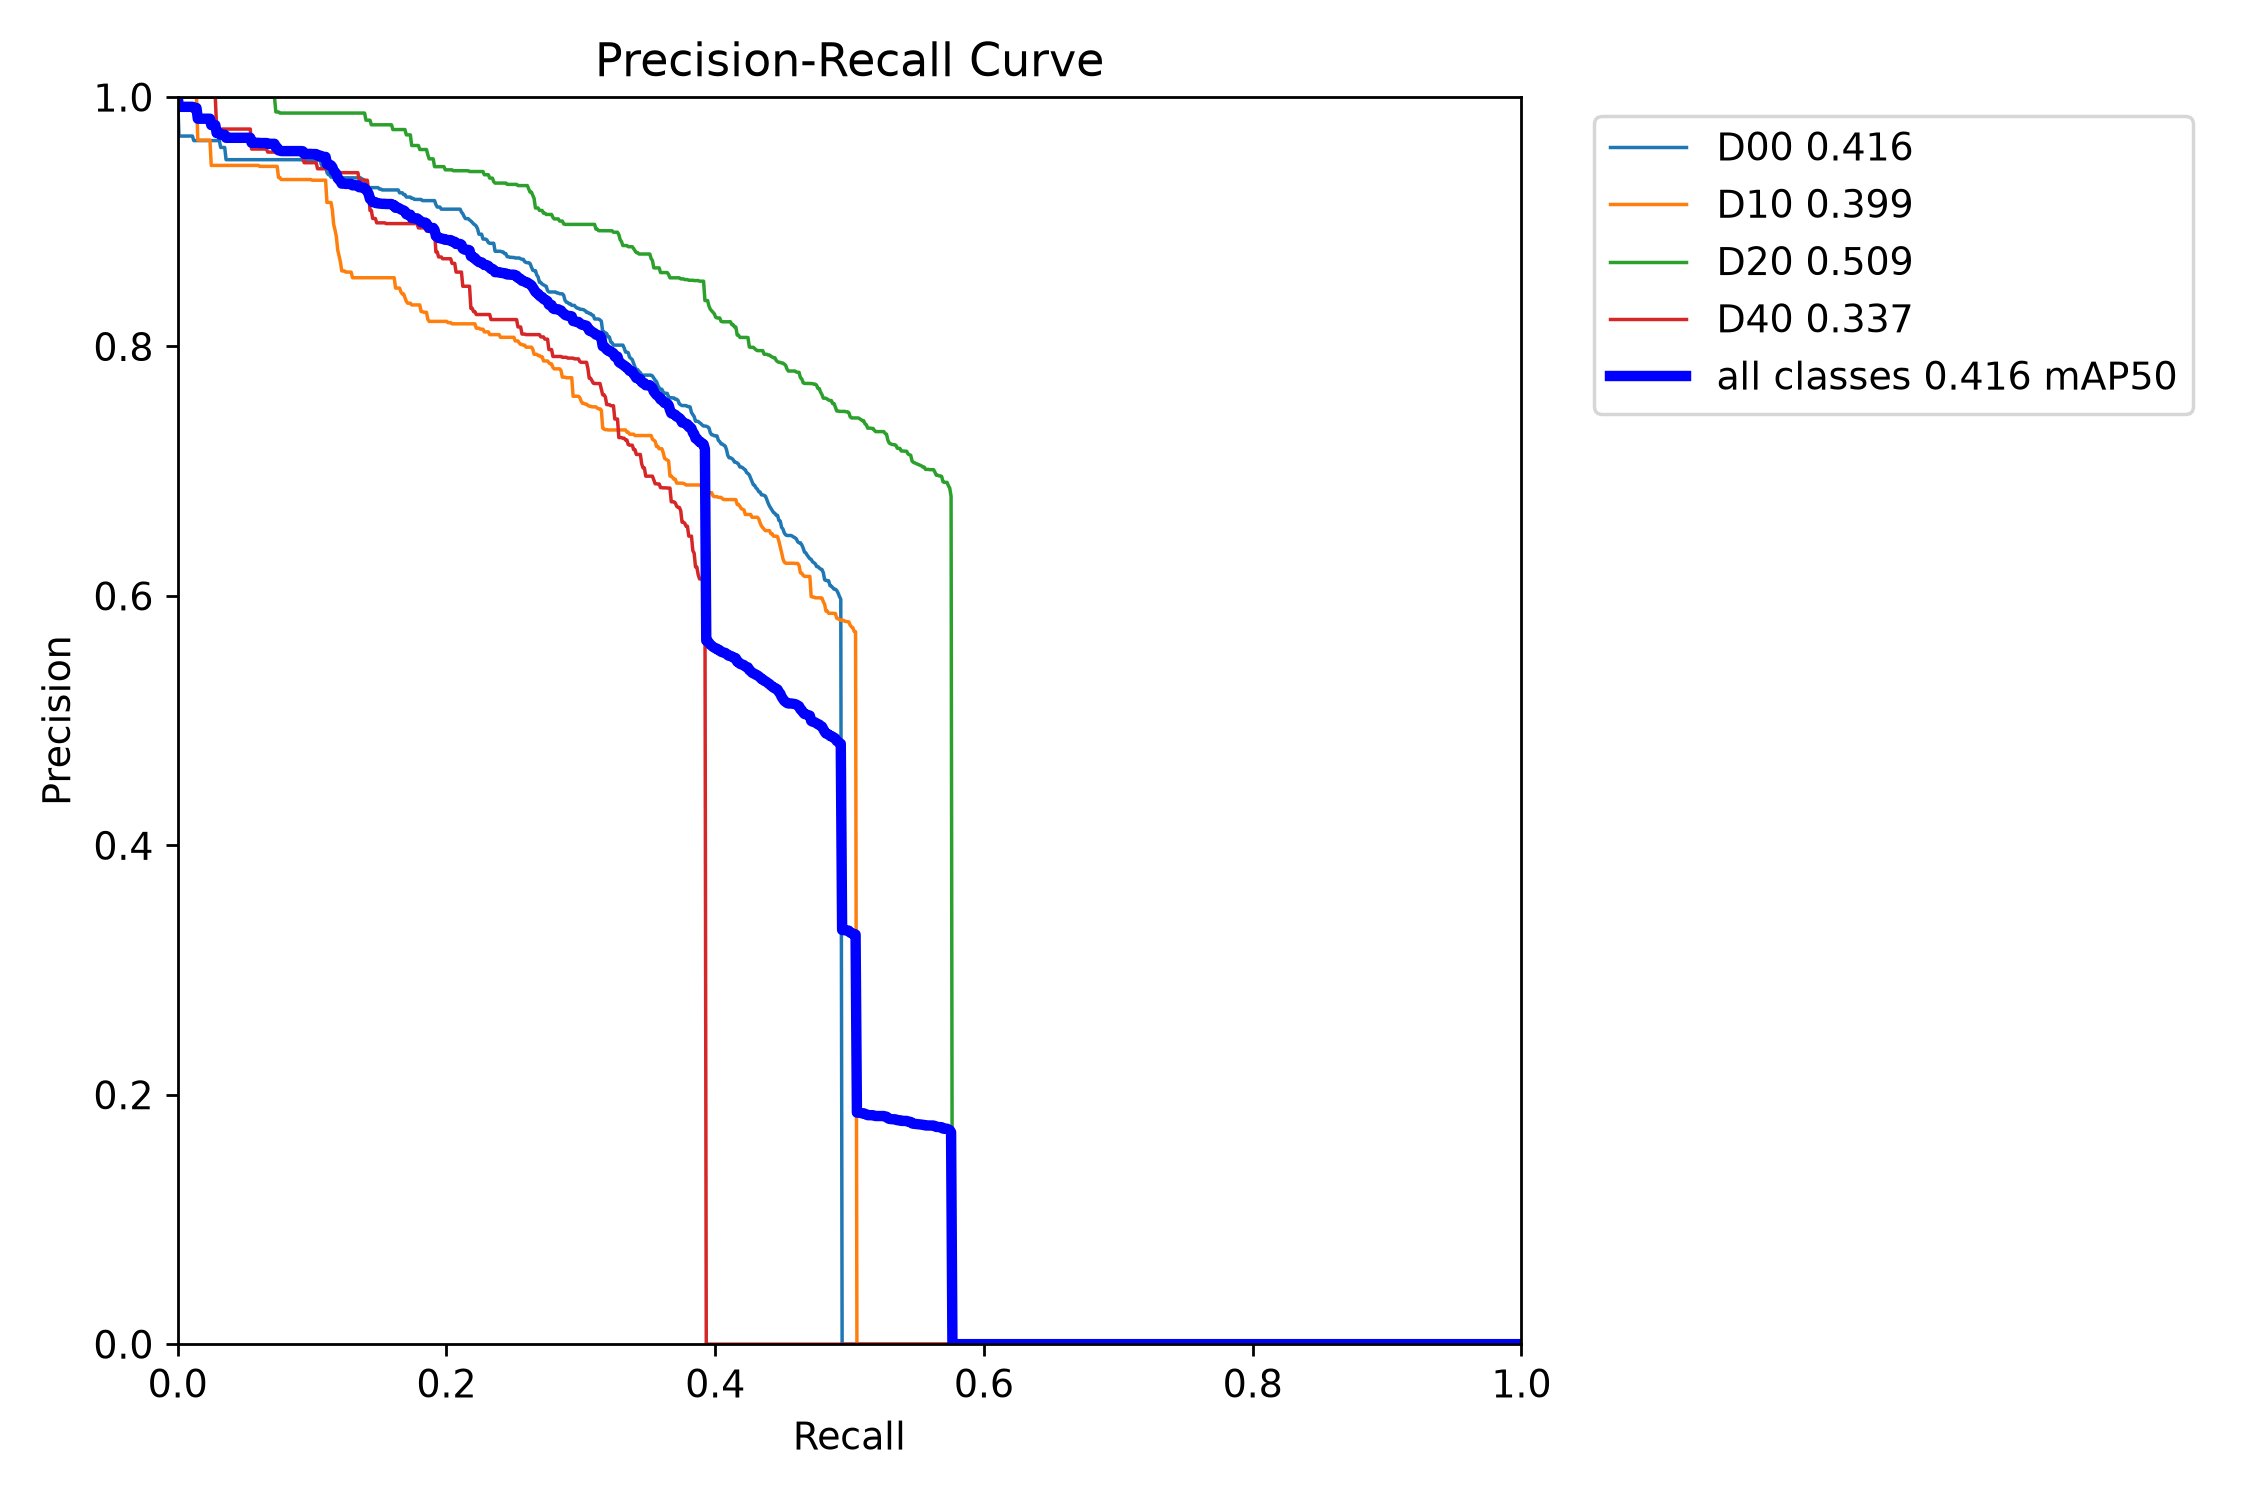 Precision-Recall Curve
1.0
0.8
0.6
0.4
0.2
0.0
Precision
0.0 0.2 0.4 0.6 0.8 1.0
Recall
D00 0.416
D10 0.399
D20 0.509
D40 0.337
all classes 0.416 mAP50